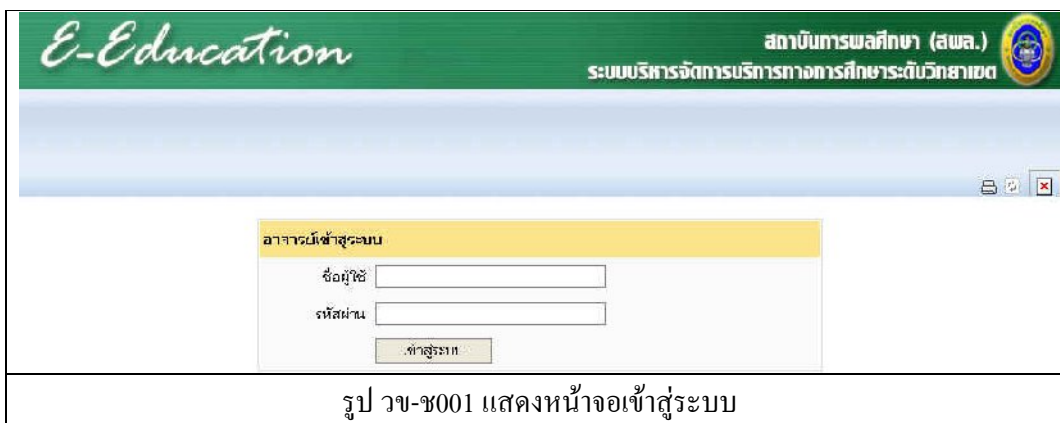 E-Education
สถาบันการพลศึกษา (สพล.)
ระบบบริหารจัดการบริการทางการศึกษาระดับวิทยาเขต
อาจารย์เข้าสู่ระบบ
ชื่อผู้ใช้
รหัสผ่าน
เข้าสู่ระบบ
รูป วข-ช001 แสดงหน้าจอเข้าสู่ระบบ